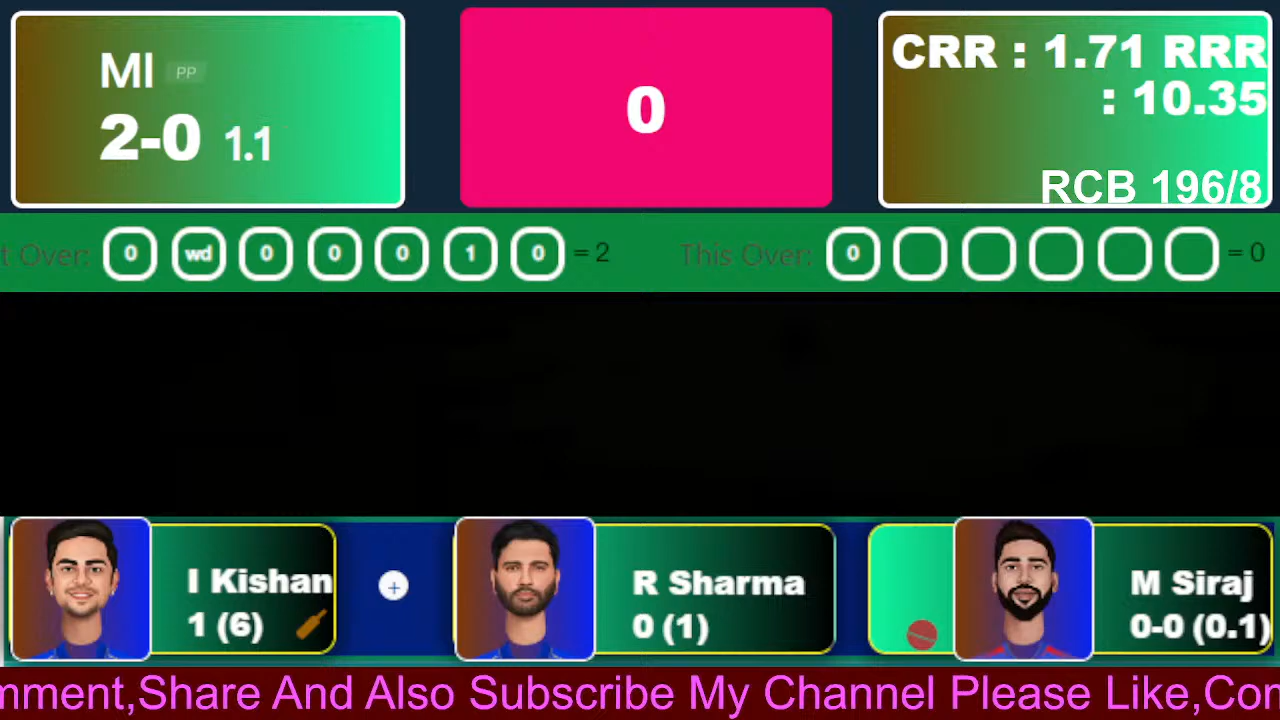 MI PP
2-0 1.1
0
CRR : 1.71 RRR
: 10.35
RCB 196/8
t Over: 0 wd 0 0 0 1 0 = 2
This Over: 0 = 0
I Kishan
1 (6)
R Sharma
0 (1)
M Siraj
0-0 (0.1)
mment,Share And Also Subscribe My Channel Please Like,Com